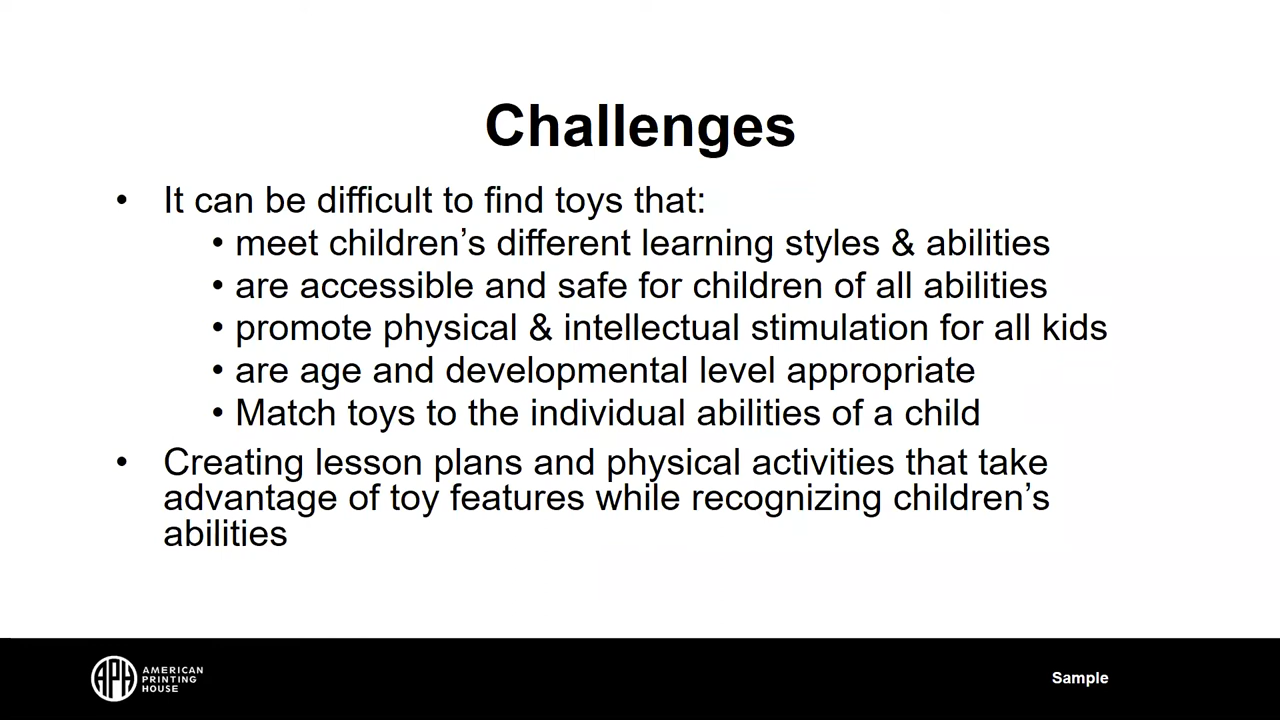 Challenges
• It can be difficult to find toys that:
• meet children’s different learning styles & abilities
• are accessible and safe for children of all abilities
• promote physical & intellectual stimulation for all kids
• are age and developmental level appropriate
• Match toys to the individual abilities of a child
• Creating lesson plans and physical activities that take
advantage of toy features while recognizing children’s
abilities
APH
AMERICAN
PRINTING
HOUSE
Sample